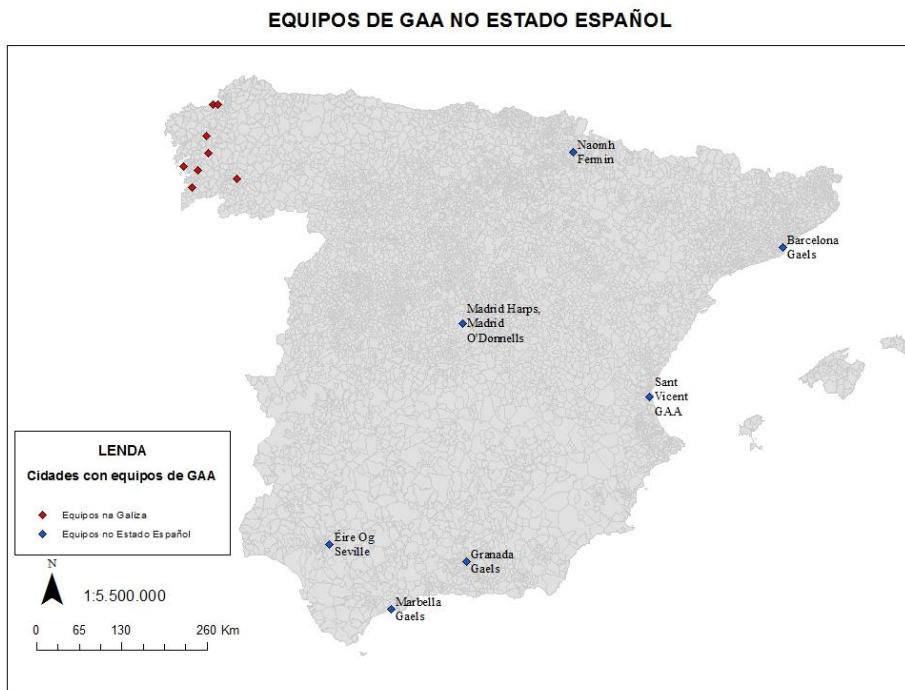 EQUIPOS DE GAA NO ESTADO ESPAÑOL
Naomh
Fermin
Barcelona
Gaels
Madrid Harps,
Madrid
O'Donnells
Sant
Vicent
GAA
LENDA
Cidades con equipos de GAA
Equipos na Galiza
Equipos no Estado Español
Éire Og
Seville
Granada
Gaels
Marbella
Gaels
N
1:5.500.000
0 65 130 260 Km